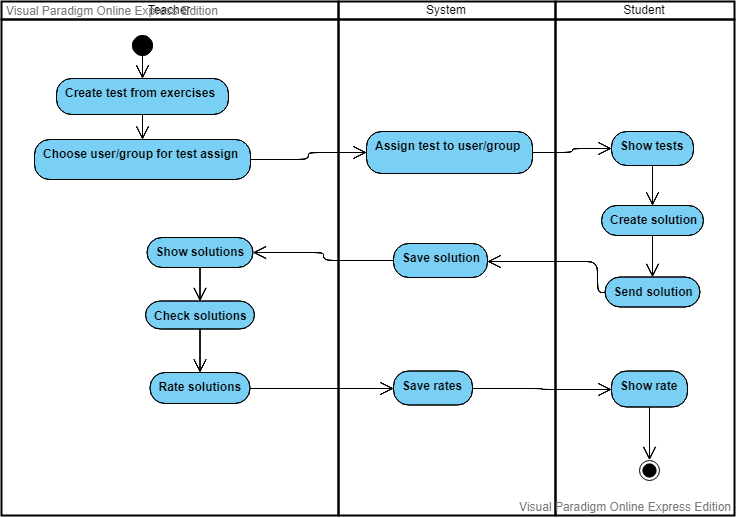 Visual Paradigm Online Express Edition
Teacher
System
Student
Create test from exercises
Choose user/group for test assign
Assign test to user/group
Show tests
Create solution
Show solutions
Save solution
Send solution
Check solutions
Rate solutions
Save rates
Show rate
Visual Paradigm Online Express Edition